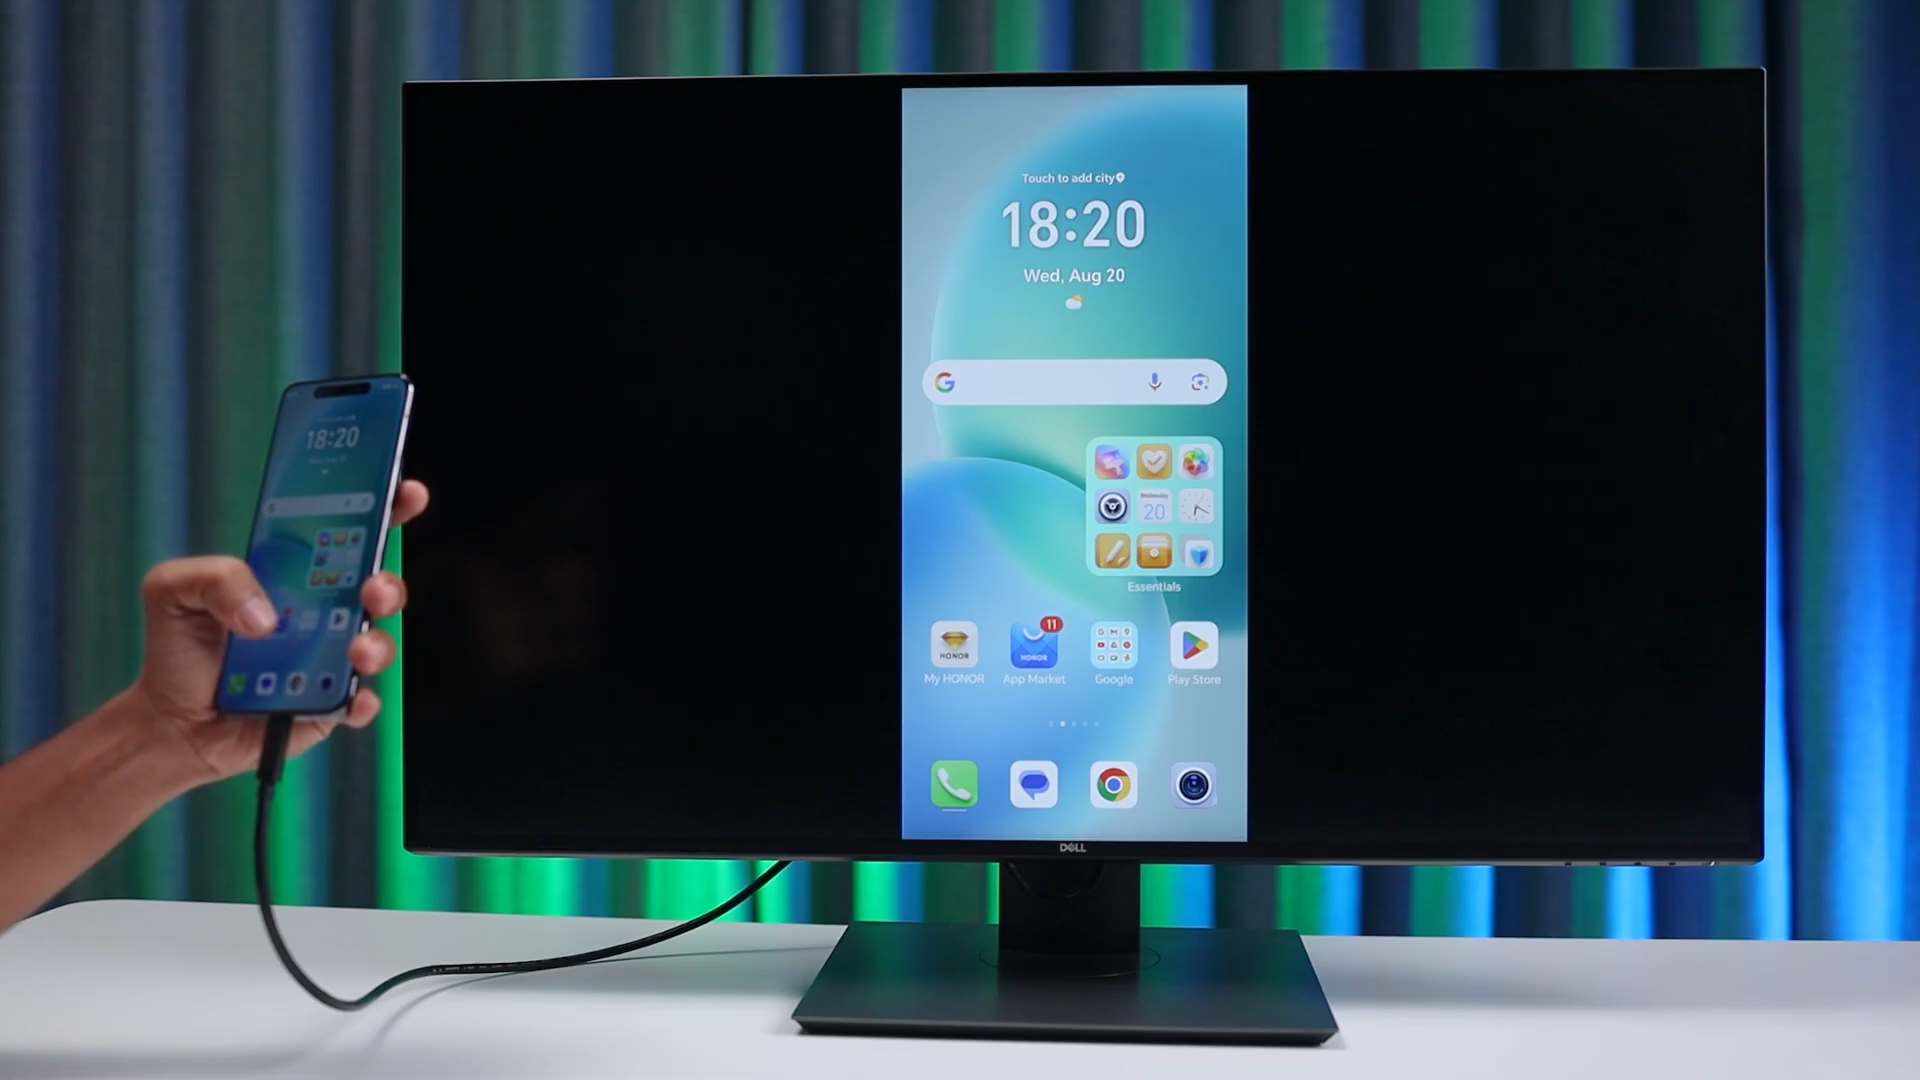 Touch to add city
18:20
Wed, Aug 20
G
Wednesday
20
Essentials
HONOR
My HONOR
11
HONOR
App Market
Google
Play Store
DELL
18:20